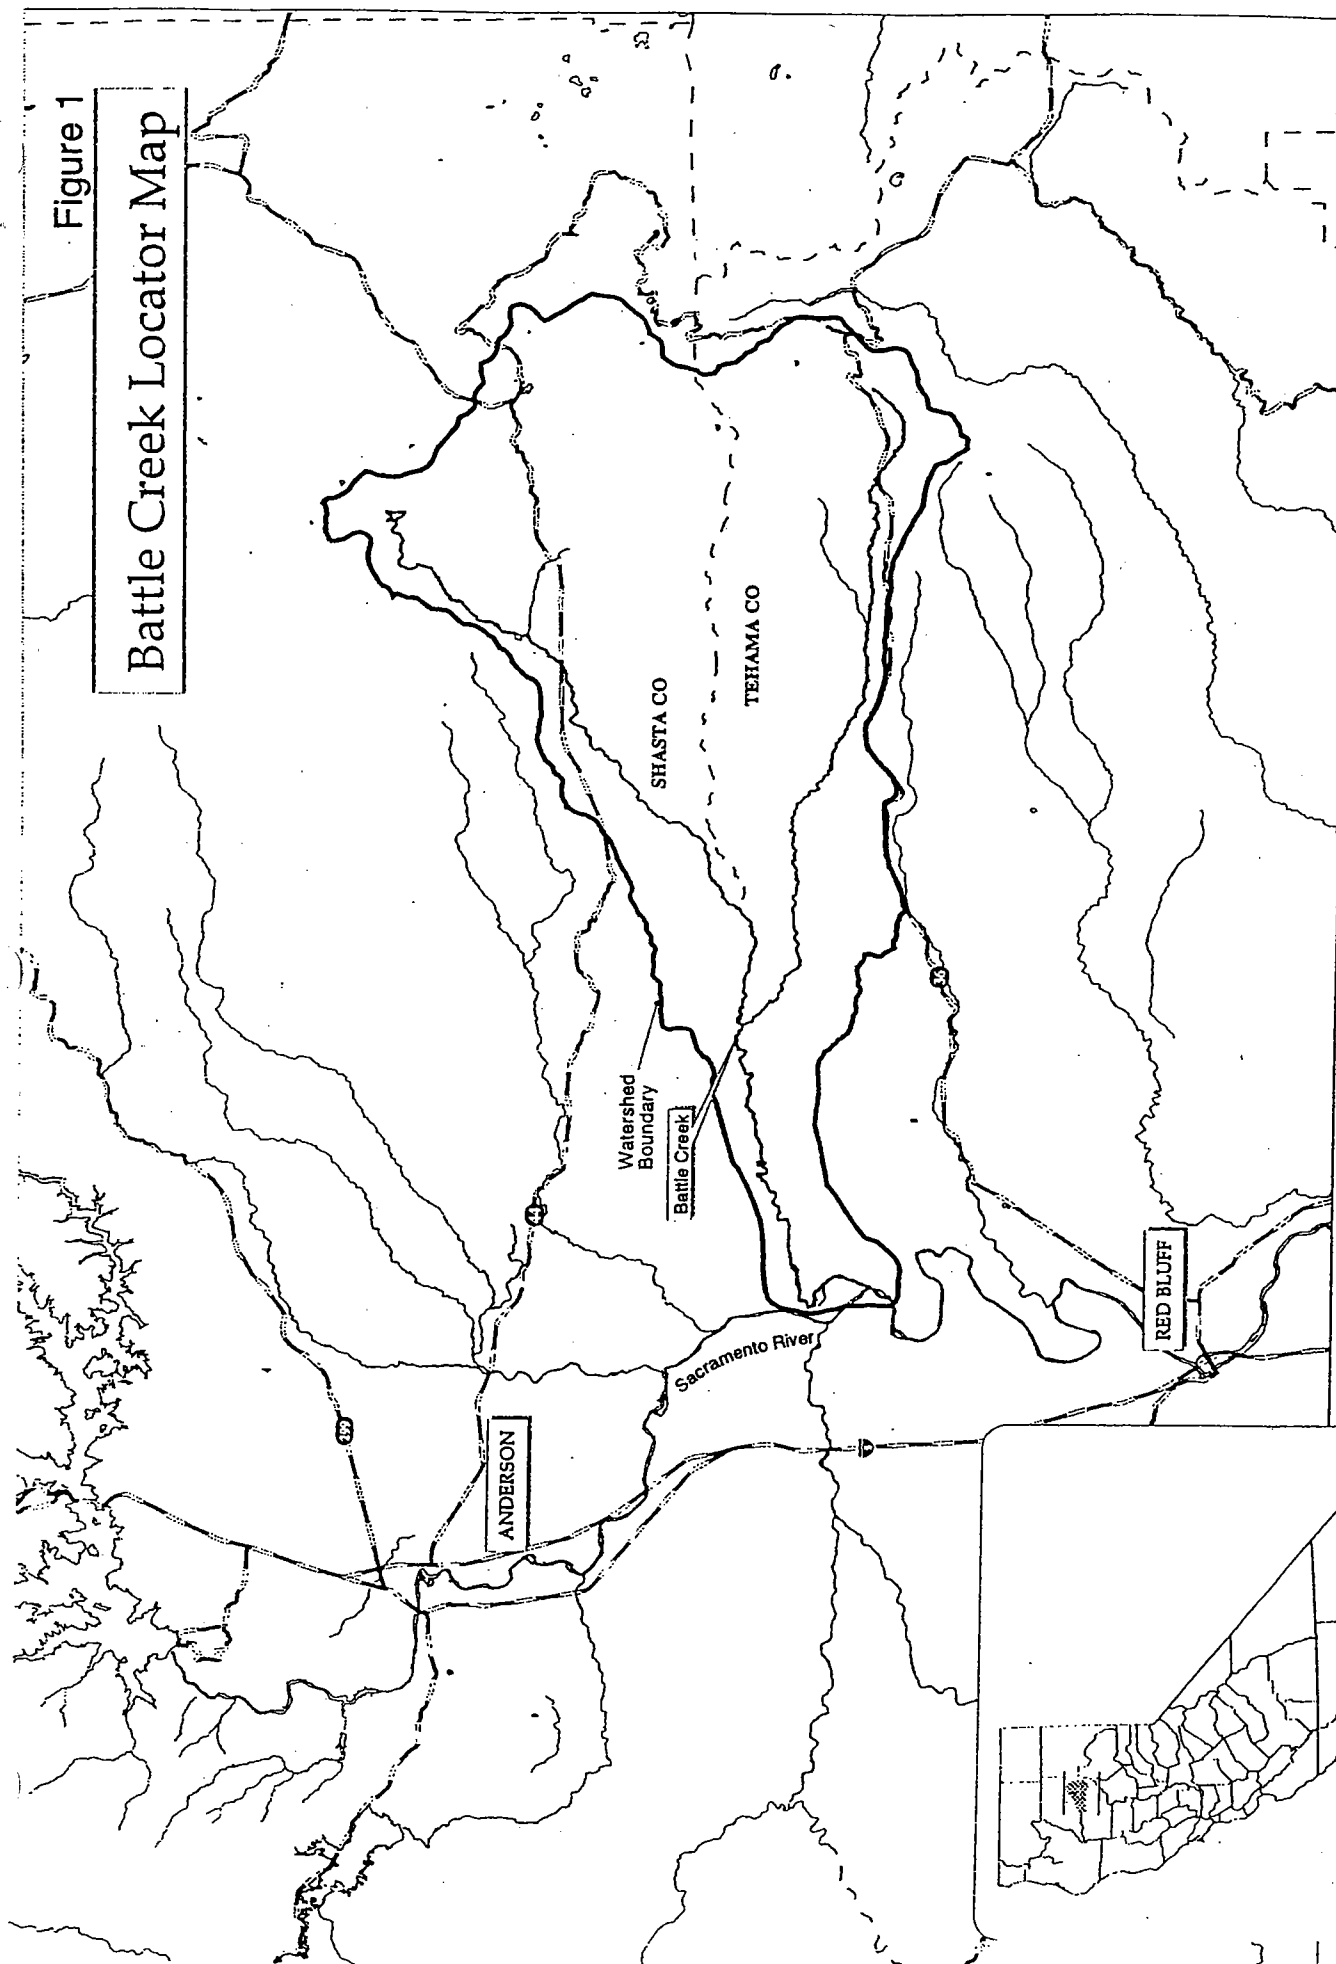 Figure 1
Battle Creek Locator Map
SHASTA CO
TEHAMA CO
Watershed
Boundary
Battle Creek
44
36
Sacramento River
ANDERSON
RED BLUFF